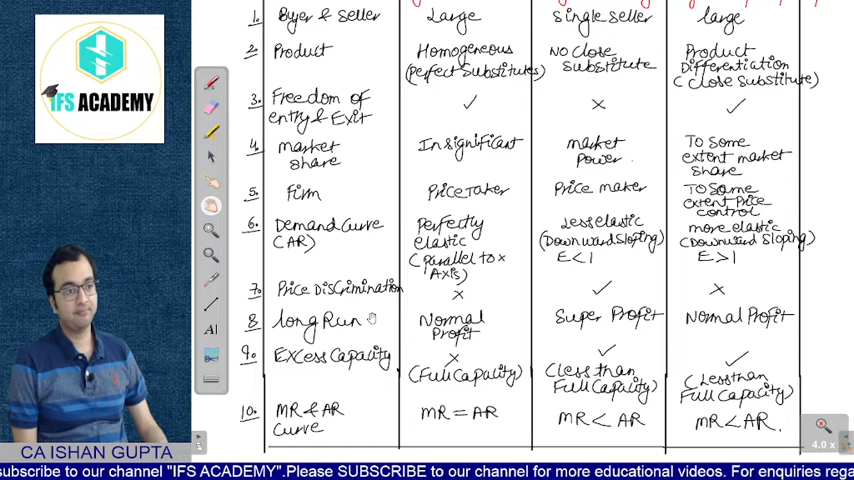 1. Byer & Seller Large Single seller large
2. Product Homogeneous (Perfect Substitutes) No Close Substitute Product Differentiation (Close Substitute)
IFS ACADEMY
3. Freedom of entry & Exit ✓ × ✓
4. market share Insignificant market Power. To Some extent market share
5. Firm Price Taker Price maker To Some extent Price control
6. Demand Curve (AR) Perfectly elastic (Parallel to x Axis) Less elastic (Downward Sloping) E < 1 more elastic (Downward Sloping) E > 1
7. Price Discrimination × ✓ ×
8 long Run Normal Profit Super Profit Normal Profit
9. Excess Capacity × (Full Capacity) ✓ (less than Full Capacity) ✓ (Less than Full Capacity)
10. MR & AR Curve MR = AR MR < AR MR < AR.
4.0 x
CA ISHAN GUPTA
subscribe to our channel "IFS ACADEMY".Please SUBSCRIBE to our channel for more educational videos. For enquiries rega